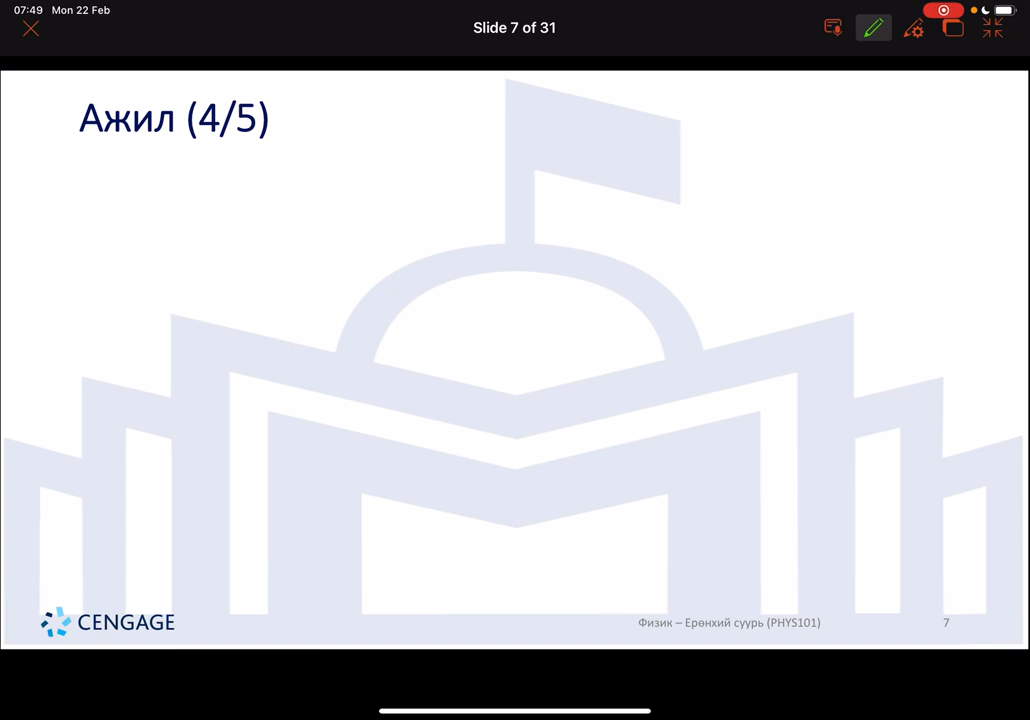 07:49 Mon 22 Feb
Slide 7 of 31
Ажил (4/5)
CENGAGE
Физик – Ерөнхий суурь (PHYS101)
7